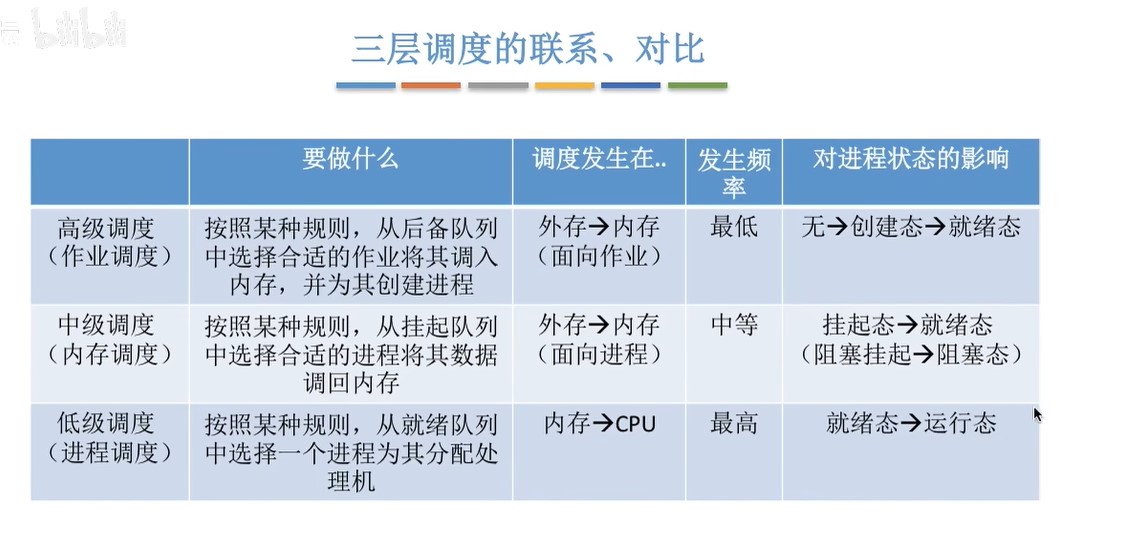 bilibili
三层调度的联系、对比
要做什么
调度发生在..
发生频
率
对进程状态的影响
高级调度
（作业调度）
按照某种规则，从后备队列
中选择合适的作业将其调入
内存，并为其创建进程
外存→内存
（面向作业）
最低
无→创建态→就绪态
中级调度
（内存调度）
按照某种规则，从挂起队列
中选择合适的进程将其数据
调回内存
外存→内存
（面向进程）
中等
挂起态→就绪态
（阻塞挂起→阻塞态）
低级调度
（进程调度）
按照某种规则，从就绪队列
中选择一个进程为其分配处
理机
内存→CPU
最高
就绪态→运行态